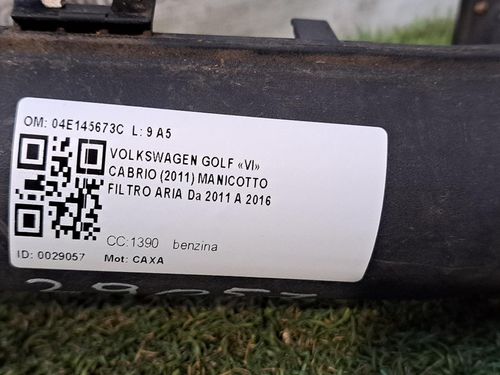 OM: 04E145673C L: 9 A5
VOLKSWAGEN GOLF «VI»
CABRIO (2011) MANICOTTO
FILTRO ARIA Da 2011 A 2016
CC:1390 benzina
ID: 0029057 Mot: CAXA
29057